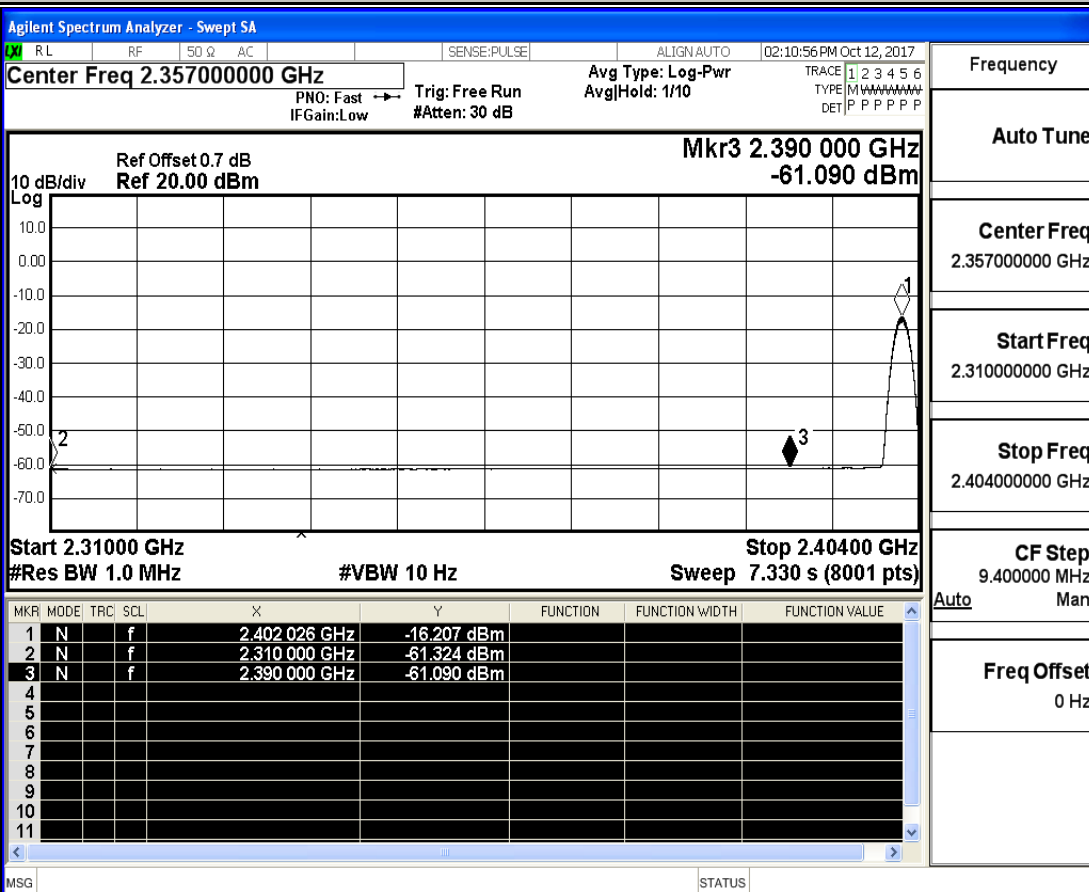 Agilent Spectrum Analyzer - Swept SA
LXI RL RF 50 Ω AC SENSE:PULSE ALIGN AUTO 02:10:56 PM Oct 12, 2017
Center Freq 2.357000000 GHz
PNO: Fast
IFGain:Low
Trig: Free Run
#Atten: 30 dB
Avg Type: Log-Pwr
Avg|Hold: 1/10
TRACE 1 2 3 4 5 6
TYPE M W W W W W
DET P P P P P P
Ref Offset 0.7 dB
10 dB/div Ref 20.00 dBm
Log
Mkr3 2.390 000 GHz
-61.090 dBm
10.0
0.00
-10.0
-20.0
-30.0
-40.0
-50.0
-60.0
-70.0
1
2
3
Start 2.31000 GHz Stop 2.40400 GHz
#Res BW 1.0 MHz #VBW 10 Hz Sweep 7.330 s (8001 pts)
MKR MODE TRC SCL X Y FUNCTION FUNCTION WIDTH FUNCTION VALUE
1 N f 2.402 026 GHz -16.207 dBm
2 N f 2.310 000 GHz -61.324 dBm
3 N f 2.390 000 GHz -61.090 dBm
4
5
6
7
8
9
10
11
MSG STATUS
Frequency
Auto Tune
Center Freq
2.357000000 GHz
Start Freq
2.310000000 GHz
Stop Freq
2.404000000 GHz
CF Step
9.400000 MHz
Auto Man
Freq Offset
0 Hz